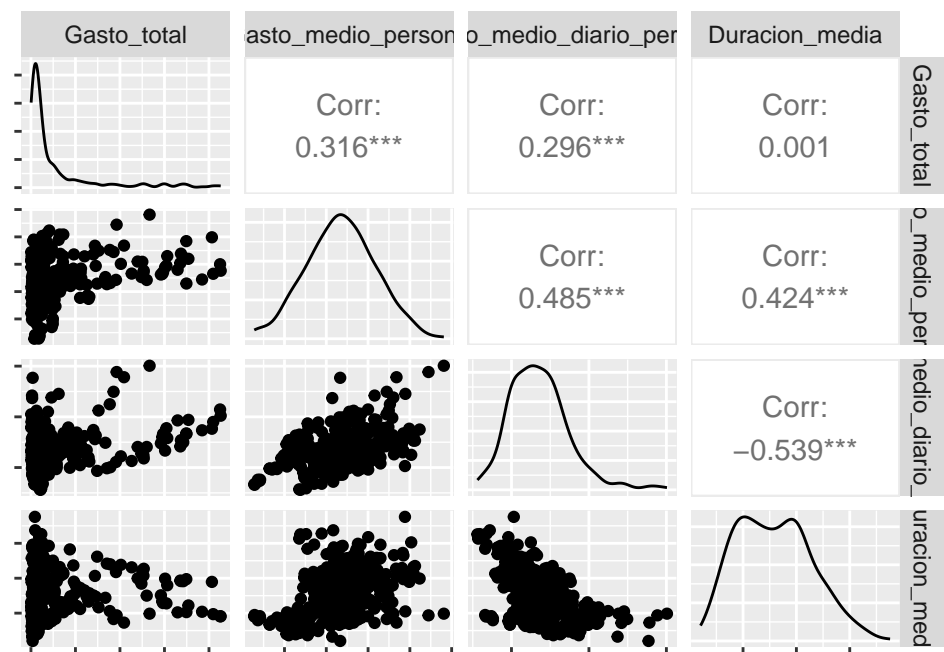 Gasto_total
asto_medio_person
o_medio_diario_per
Duracion_media
Corr:
0.316***
Corr:
0.296***
Corr:
0.001
Gasto_total
Corr:
0.485***
Corr:
0.424***
o_medio_per
Corr:
−0.539***
nedio_diario_
uracion_med